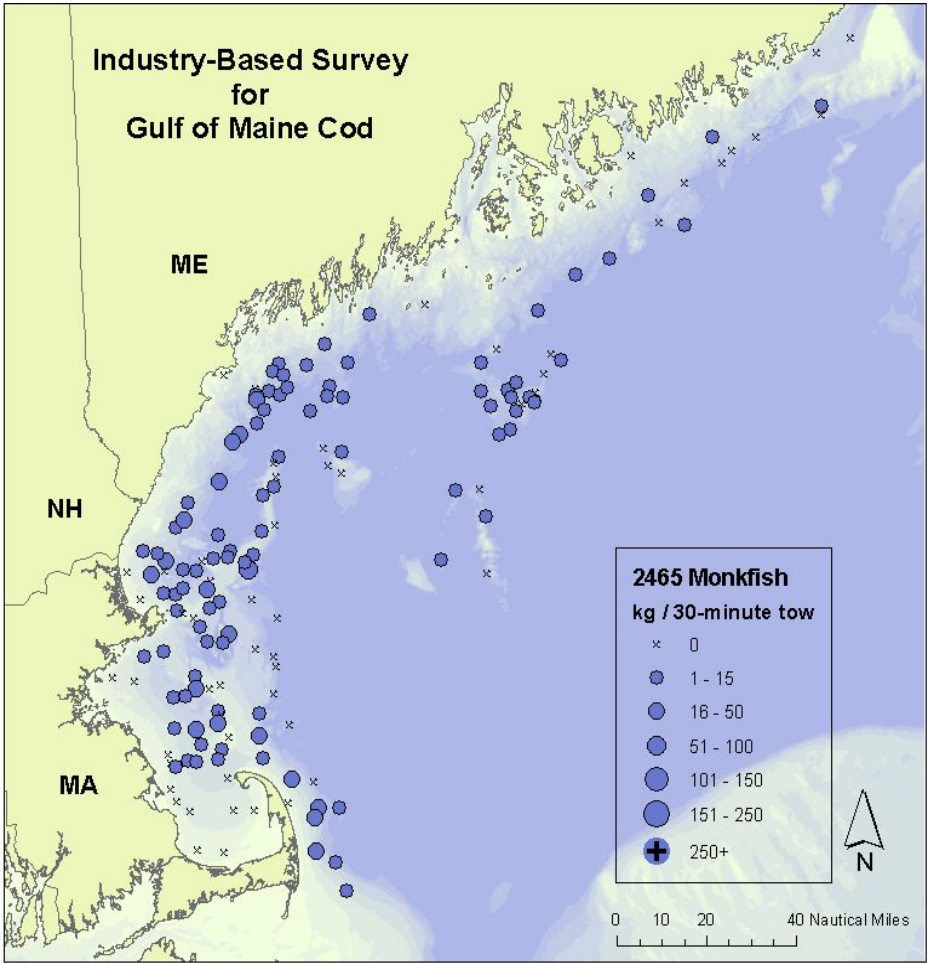 Industry-Based Survey
for
Gulf of Maine Cod
ME
NH
MA
2465 Monkfish
kg / 30-minute tow
0
1 - 15
16 - 50
51 - 100
101 - 150
151 - 250
250+
N
0 10 20 40 Nautical Miles